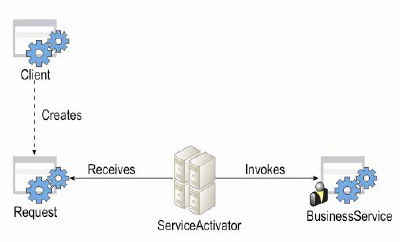 Client
Creates
Receives
Invokes
Request
ServiceActivator
BusinessService